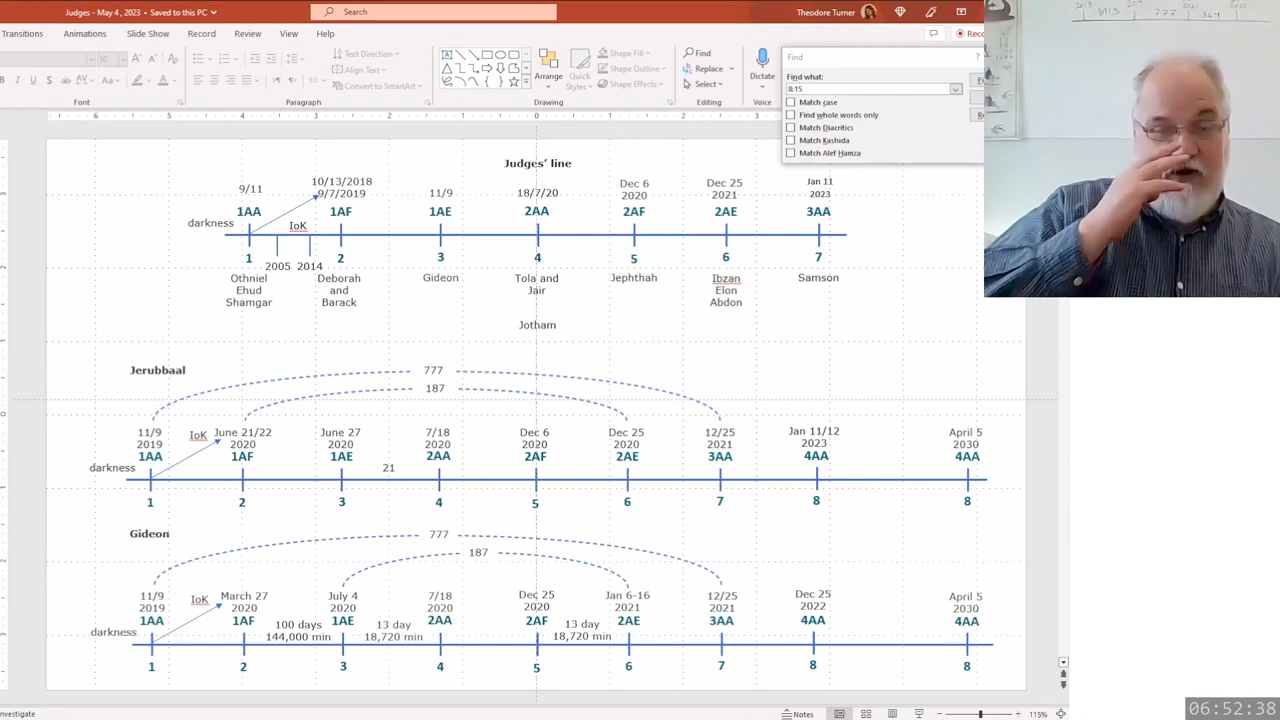 Judges - May 4, 2023 • Saved to this PC
Search
Theodore Turner
Transitions Animations Slide Show Record Review View Help
Text Direction
Align Text
Convert to SmartArt
Paragraph
Arrange
Quick Styles
Shape Fill
Shape Outline
Shape Effects
Drawing
Find
Replace
Select
Editing
Dictate
Voice
Find
?
Find what:
8:15
Match case
Find whole words only
Match Diacritics
Match Kashida
Match Alef Hamza
Judges' line
9/11 10/13/2018 9/7/2019 11/9 18/7/20 Dec 6 2020 Dec 25 2021 Jan 11 2023
1AA 1AF 1AE 2AA 2AF 2AE 3AA
darkness IoK
1 2 3 4 5 6 7
2005 2014
Othniel Ehud Shamgar
Deborah and Barack
Gideon
Tola and Jair
Jephthah
Ibzan Elon Abdon
Samson
Jotham
Jerubbaal
777
187
11/9 2019 IoK June 21/22 2020 June 27 2020 7/18 2020 Dec 6 2020 Dec 25 2020 12/25 2021 Jan 11/12 2023 April 5 2030
1AA 1AF 1AE 2AA 2AF 2AE 3AA 4AA 4AA
darkness 21
1 2 3 4 5 6 7 8 8
Gideon
777
187
11/9 2019 IoK March 27 2020 July 4 2020 7/18 2020 Dec 25 2020 Jan 6-16 2021 12/25 2021 Dec 25 2022 April 5 2030
1AA 1AF 1AE 2AA 2AF 2AE 3AA 4AA 4AA
darkness
100 days 144,000 min
13 day 18,720 min
13 day 18,720 min
1 2 3 4 5 6 7 8 8
Notes
115%
06:52:38